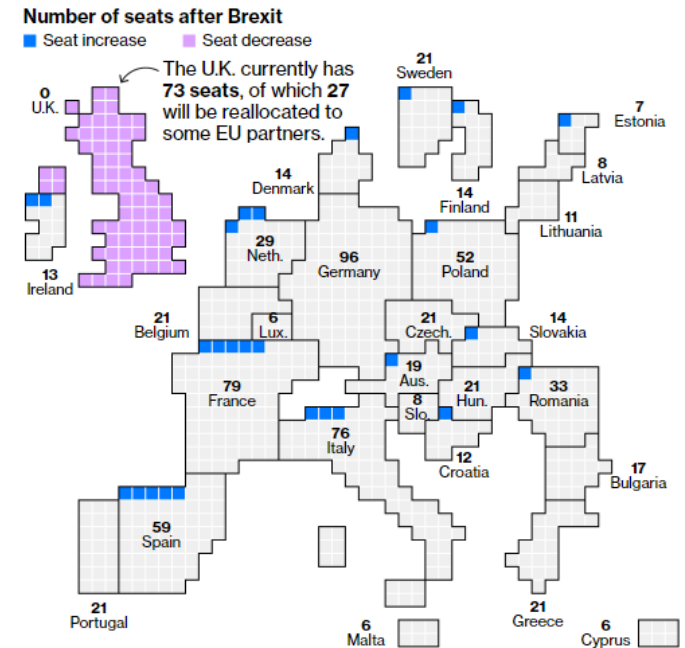 Number of seats after Brexit
Seat increase
Seat decrease
The U.K. currently has
73 seats, of which 27
will be reallocated to
some EU partners.
0
U.K.
21
Sweden
7
Estonia
8
Latvia
14
Denmark
14
Finland
11
Lithuania
29
Neth.
96
Germany
52
Poland
13
Ireland
21
Belgium
6
Lux.
21
Czech.
14
Slovakia
79
France
19
Aus.
21
Hun.
33
Romania
8
Slo.
76
Italy
12
Croatia
17
Bulgaria
59
Spain
21
Portugal
21
Greece
6
Malta
6
Cyprus